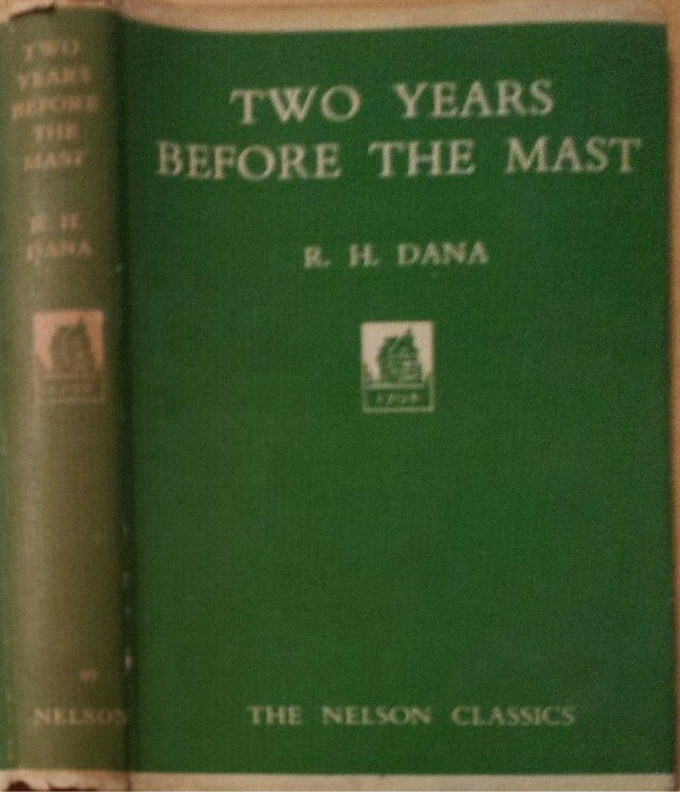 TWO
YEARS
BEFORE
THE
MAST
R. H.
DANA
NELSON
TWO YEARS
BEFORE THE MAST
R. H. DANA
THE NELSON CLASSICS